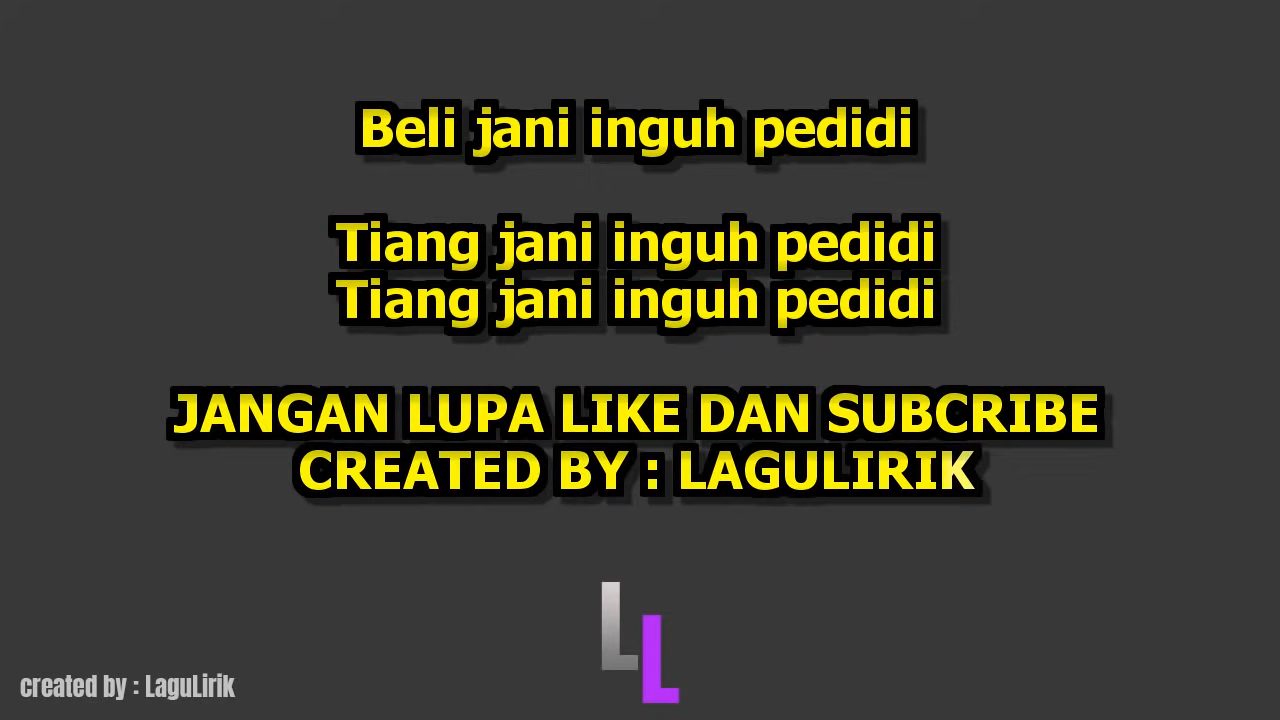 Beli jani inguh pedidi
Tiang jani inguh pedidi
Tiang jani inguh pedidi
JANGAN LUPA LIKE DAN SUBCRIBE
CREATED BY : LAGULIRIK
LL
created by : LaguLirik